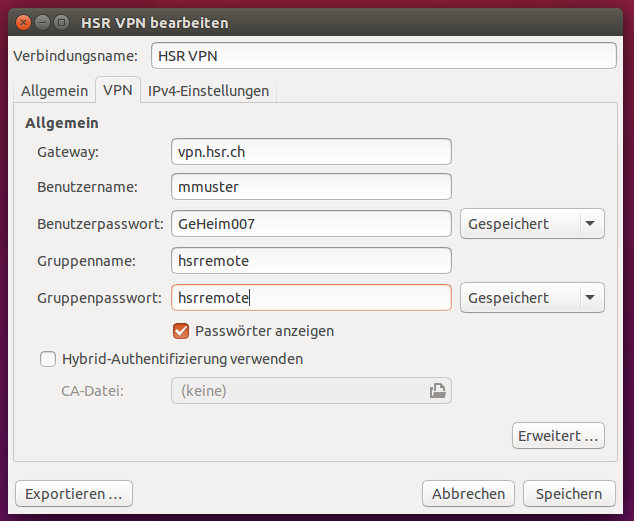 HSR VPN bearbeiten
Verbindungsname: HSR VPN
Allgemein VPN IPv4-Einstellungen
Allgemein
Gateway: vpn.hsr.ch
Benutzername: mmuster
Benutzerpasswort: GeHeim007 Gespeichert
Gruppenname: hsrremote
Gruppenpasswort: hsrremote Gespeichert
Passwörter anzeigen
Hybrid-Authentifizierung verwenden
CA-Datei: (keine)
Erweitert ...
Exportieren ... Abbrechen Speichern